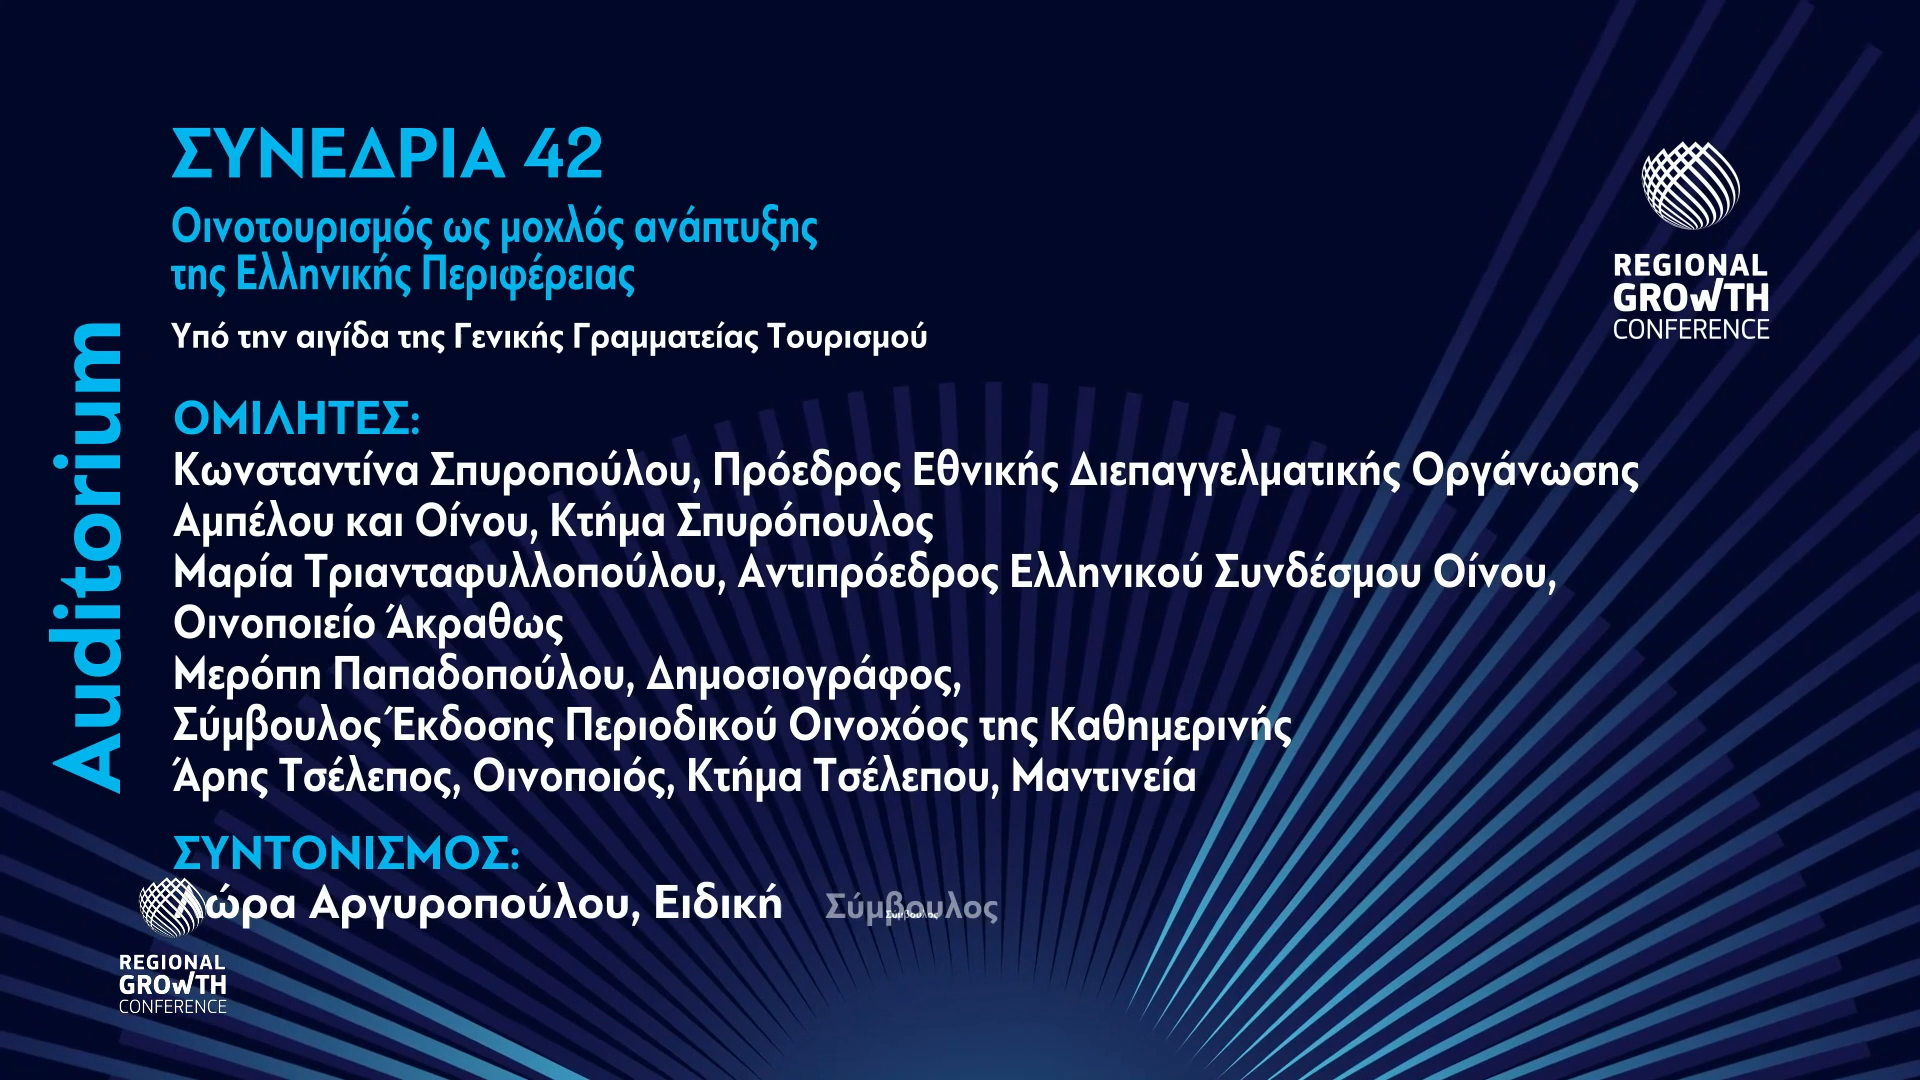 ΣΥΝΕΔΡΙΑ 42
Οινοτουρισμός ως μοχλός ανάπτυξης
της Ελληνικής Περιφέρειας
Υπό την αιγίδα της Γενικής Γραμματείας Τουρισμού
REGIONAL
GROWTH
CONFERENCE
Auditorium
ΟΜΙΛΗΤΕΣ:
Κωνσταντίνα Σπυροπούλου, Πρόεδρος Εθνικής Διεπαγγελματικής Οργάνωσης
Αμπέλου και Οίνου, Κτήμα Σπυρόπουλος
Μαρία Τριανταφυλλοπούλου, Αντιπρόεδρος Ελληνικού Συνδέσμου Οίνου,
Οινοποιείο Άκραθως
Μερόπη Παπαδοπούλου, Δημοσιογράφος,
Σύμβουλος Έκδοσης Περιοδικού Οινοχόος της Καθημερινής
Άρης Τσέλεπος, Οινοποιός, Κτήμα Τσέλεπου, Μαντινεία
ΣΥΝΤΟΝΙΣΜΟΣ:
Λώρα Αργυροπούλου, Ειδική Σύμβουλος
Σύμβουλος
REGIONAL
GROWTH
CONFERENCE